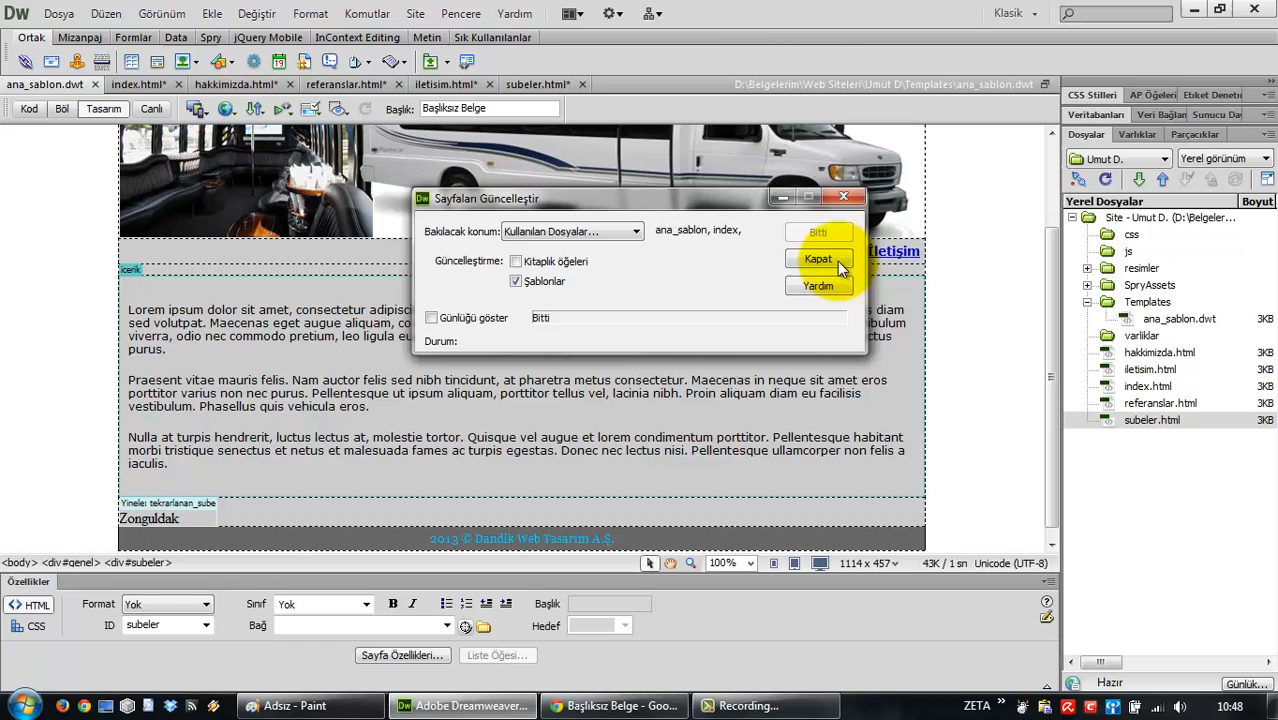 Dw Dosya Düzen Görünüm Ekle Değiştir Format Komutlar Site Pencere Yardım Klasik
Ortak Mizanpaj Formlar Data Spry jQuery Mobile InContext Editing Metin Sık Kullanılanlar
ana_sablon.dwt index.html* hakkimizda.html* referanslar.html* iletisim.html* subeler.html* D:\Belgelerim\Web Siteleri\Umut D\Templates\ana_sablon.dwt
Kod Böl Tasarım Canlı Başlık: Başlıksız Belge
CSS Stilleri AP Öğeleri Etiket Denetim
Veritabanları Veri Bağlan Sunucu Da
Dosyalar Varlıklar Parçacıklar
Umut D. Yerel görünüm
Yerel Dosyalar Boyut
Site - Umut D. (D:\Belgeler...
css
js
resimler
SpryAssets
Templates
ana_sablon.dwt 3KB
varliklar
hakkimizda.html 3KB
iletisim.html 3KB
index.html 3KB
referanslar.html 3KB
subeler.html 3KB
Hazır Günlük...
Sayfaları Güncelleştir
Bakılacak konum: Kullanılan Dosyalar... ana_sablon, index, Bitti
Güncelleştirme: Kitaplık öğeleri Kapat
Şablonlar Yardım
Günlüğü göster Bitti
Durum:
İletişim
icerik
Lorem ipsum dolor sit amet, consectetur adipisc
sed volutpat. Maecenas eget augue aliquam, co
viverra, odio nec commodo pretium, leo ligula eu
purus.
Praesent vitae mauris felis. Nam auctor felis sed nibh tincidunt, at pharetra metus consectetur. Maecenas in neque sit amet eros
porttitor varius non nec purus. Pellentesque ut ipsum aliquam, porttitor tellus vel, lacinia nibh. Proin aliquam diam eu facilisis
vestibulum. Phasellus quis vehicula eros.
Nulla at turpis hendrerit, luctus lectus at, molestie tortor. Quisque vel augue et lorem condimentum porttitor. Pellentesque habitant
morbi tristique senectus et netus et malesuada fames ac turpis egestas. Donec nec lectus nisi. Pellentesque ullamcorper non felis a
iaculis.
Yinele: tekrarlanan_sube
Zonguldak
2013 © Dandik Web Tasarım A.Ş.
<body> <div#genel> <div#subeler> 100% 1114 x 457 43K / 1 sn Unicode (UTF-8)
Özellikler
HTML Format Yok Sınıf Yok B I Başlık
CSS ID subeler Bağ Hedef
Sayfa Özellikleri... Liste Öğesi...
Adsız - Paint Adobe Dreamweaver... Başlıksız Belge - Goo... Recording... ZETA 10:48